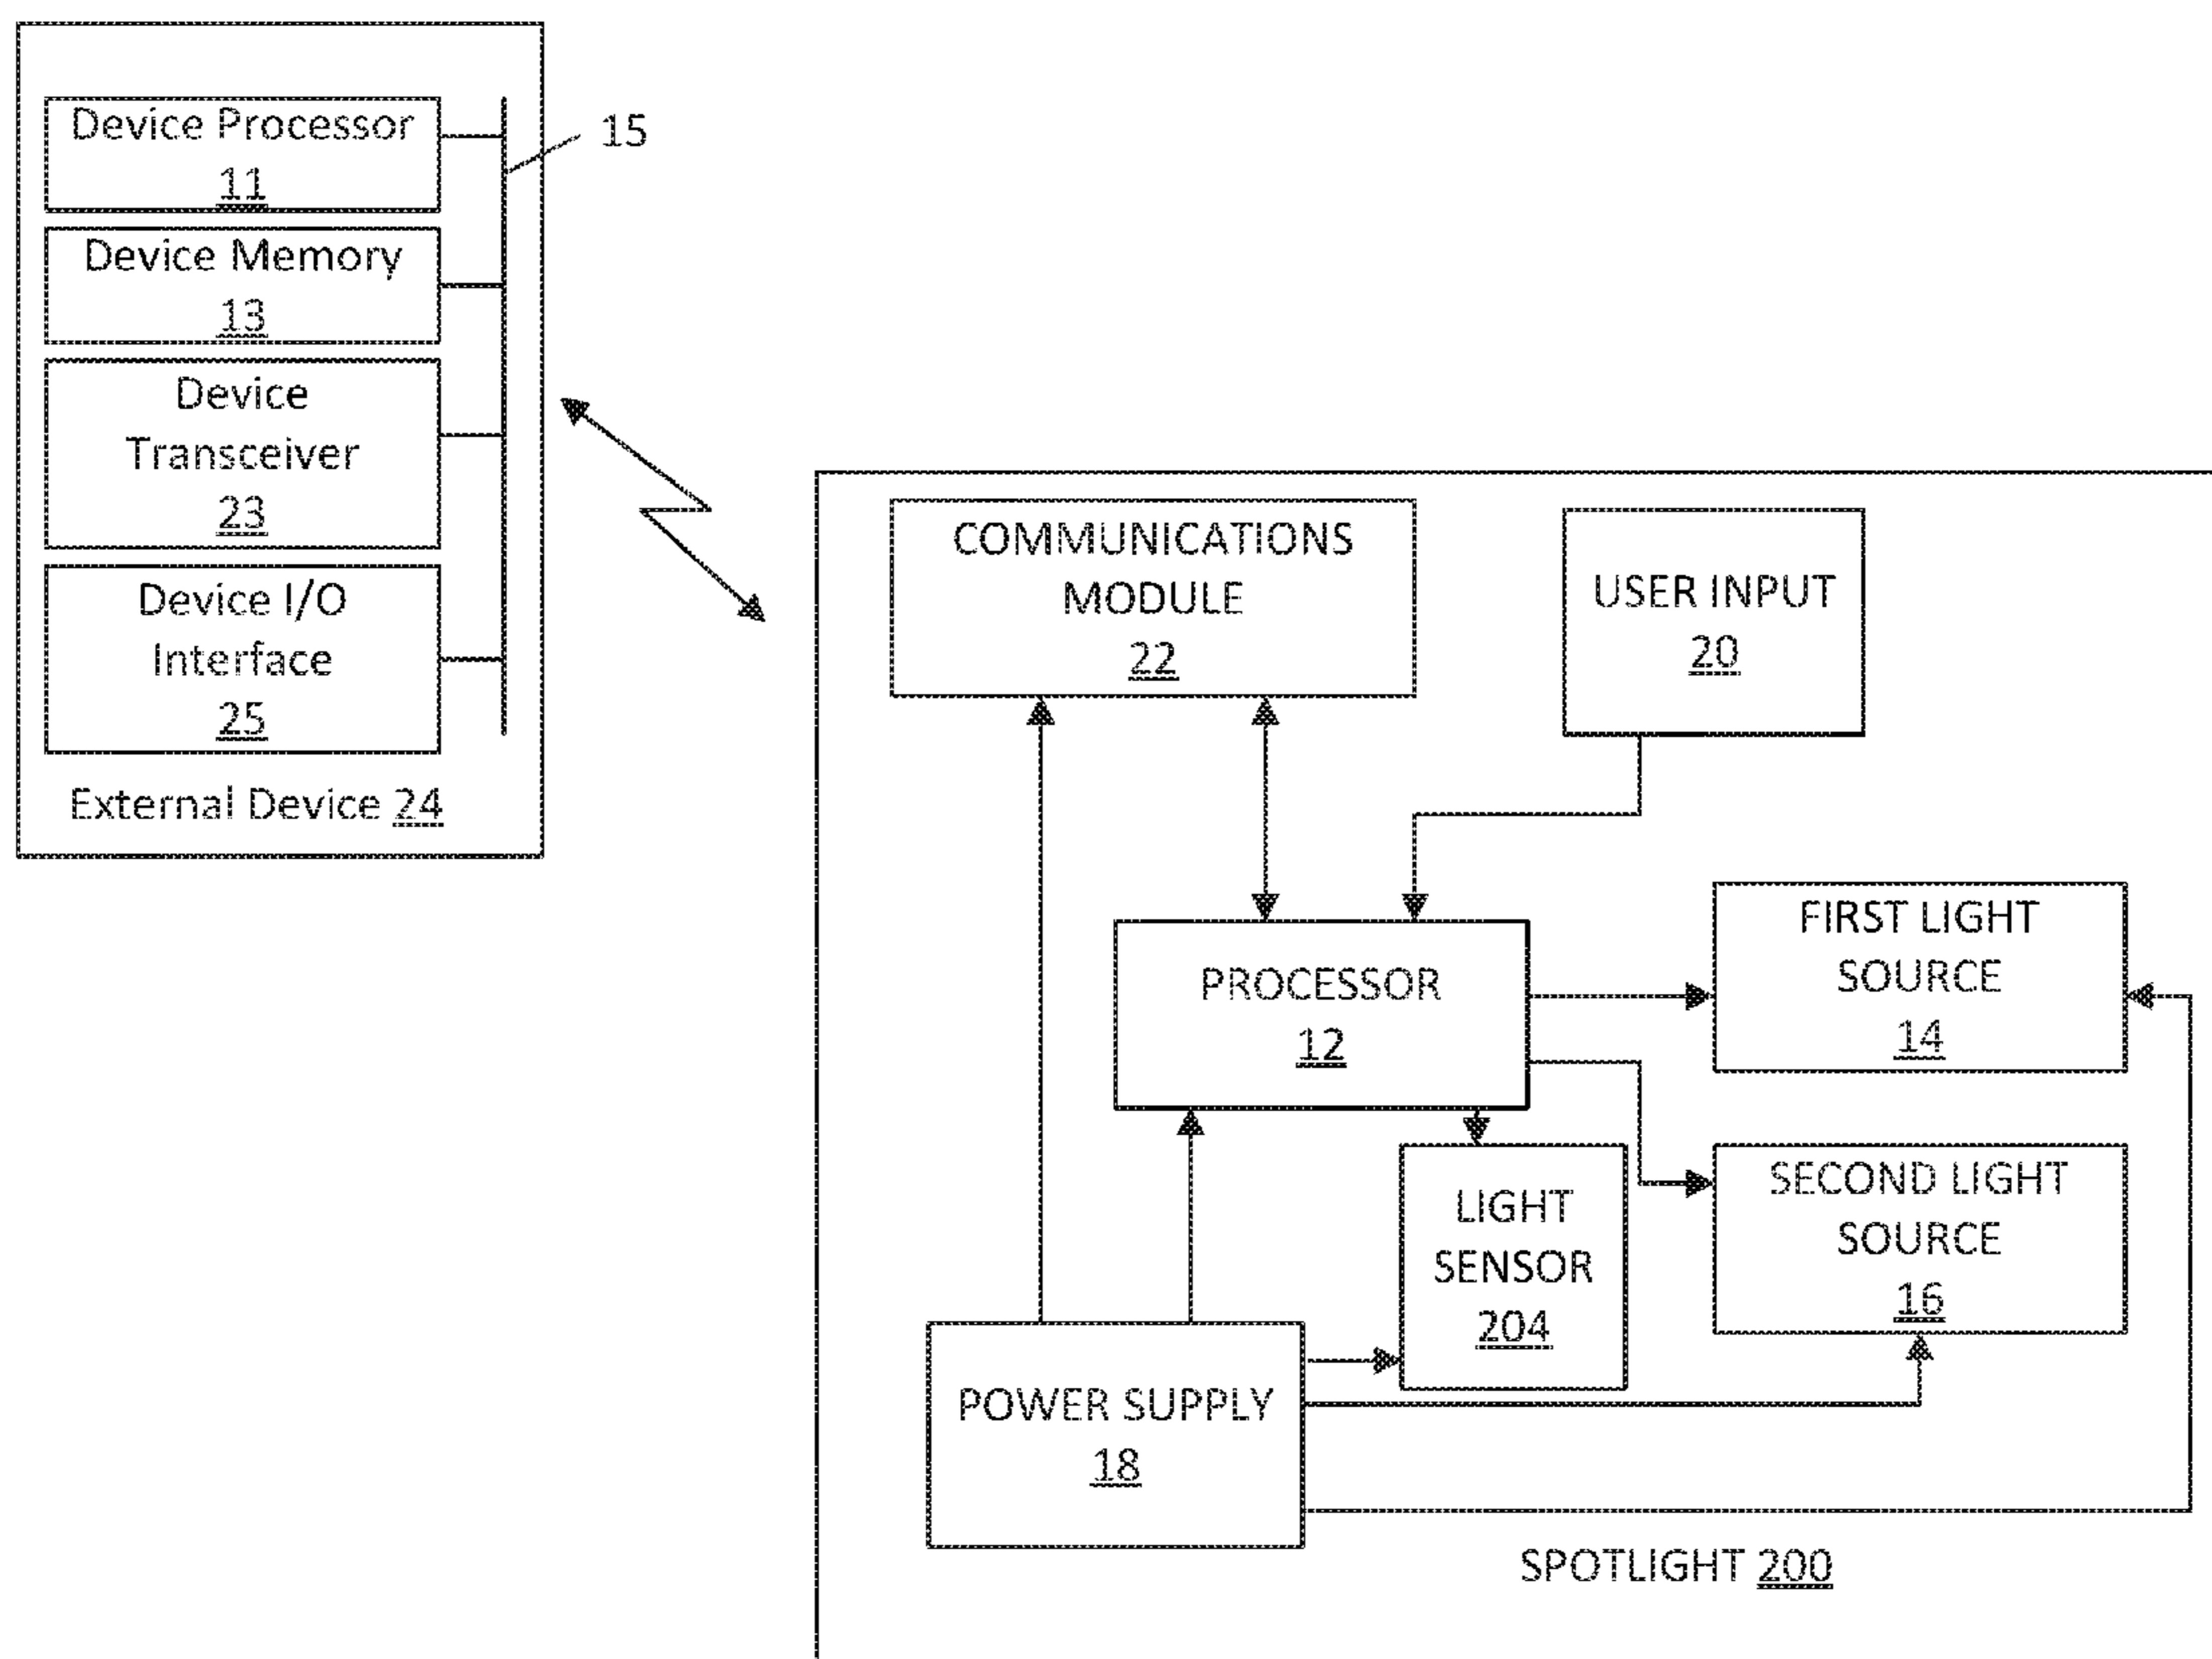 Device Processor
11
15
Device Memory
13
Device
Transceiver
23
Device I/O
Interface
25
External Device 24
COMMUNICATIONS
MODULE
22
USER INPUT
20
PROCESSOR
12
FIRST LIGHT
SOURCE
14
LIGHT
SENSOR
204
SECOND LIGHT
SOURCE
16
POWER SUPPLY
18
SPOTLIGHT 200